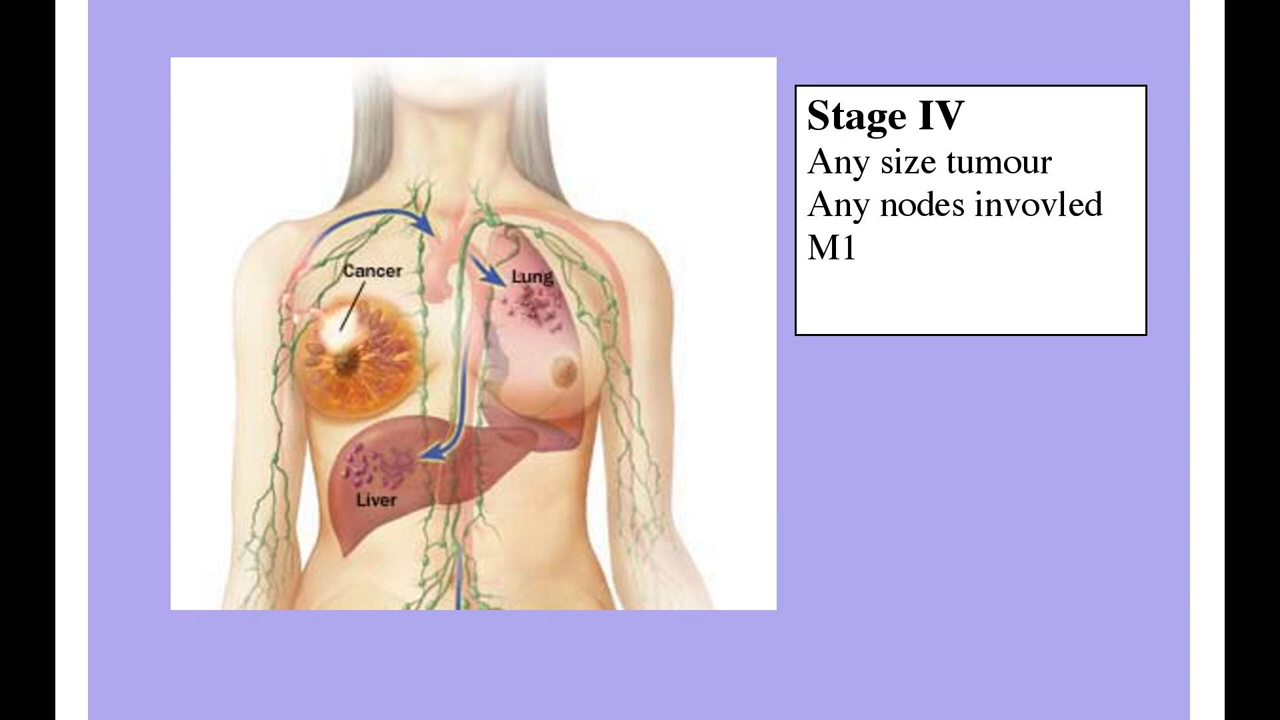 Stage IV
Any size tumour
Any nodes invovled
M1
Cancer
Lung
Liver